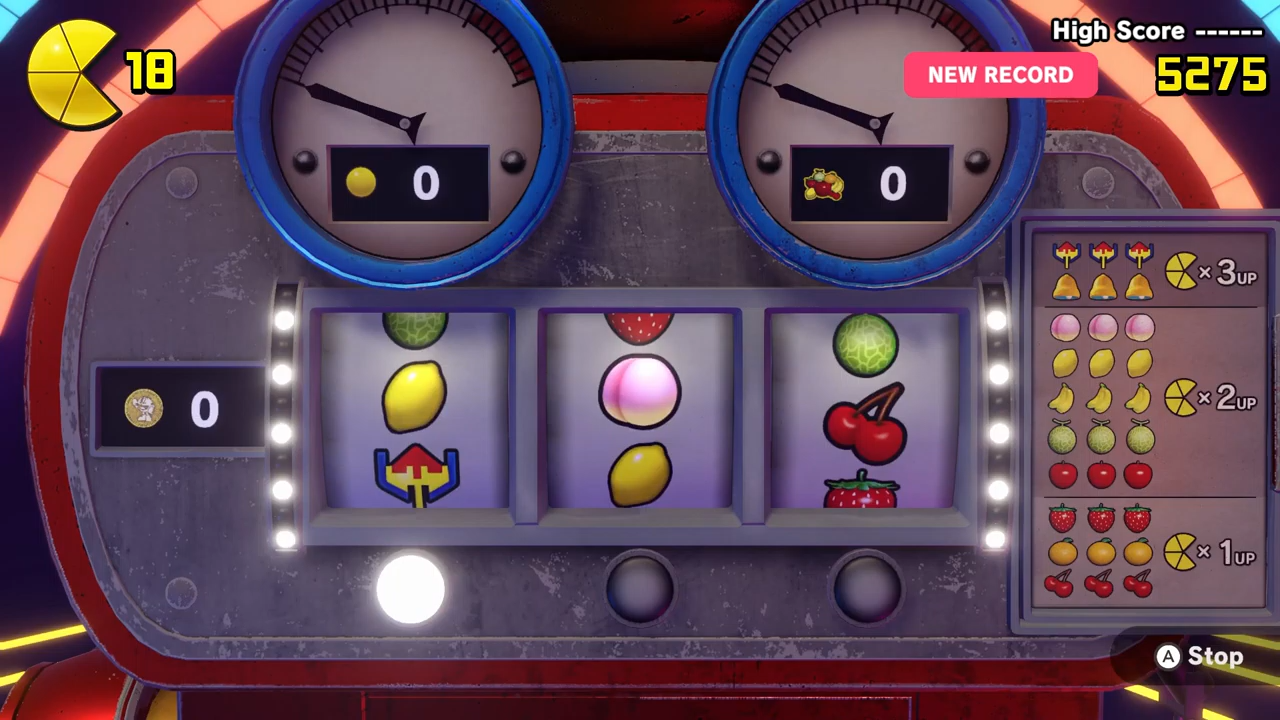 18
High Score ------
NEW RECORD
5275
0
0
0
× 3UP
× 2UP
× 1UP
A Stop